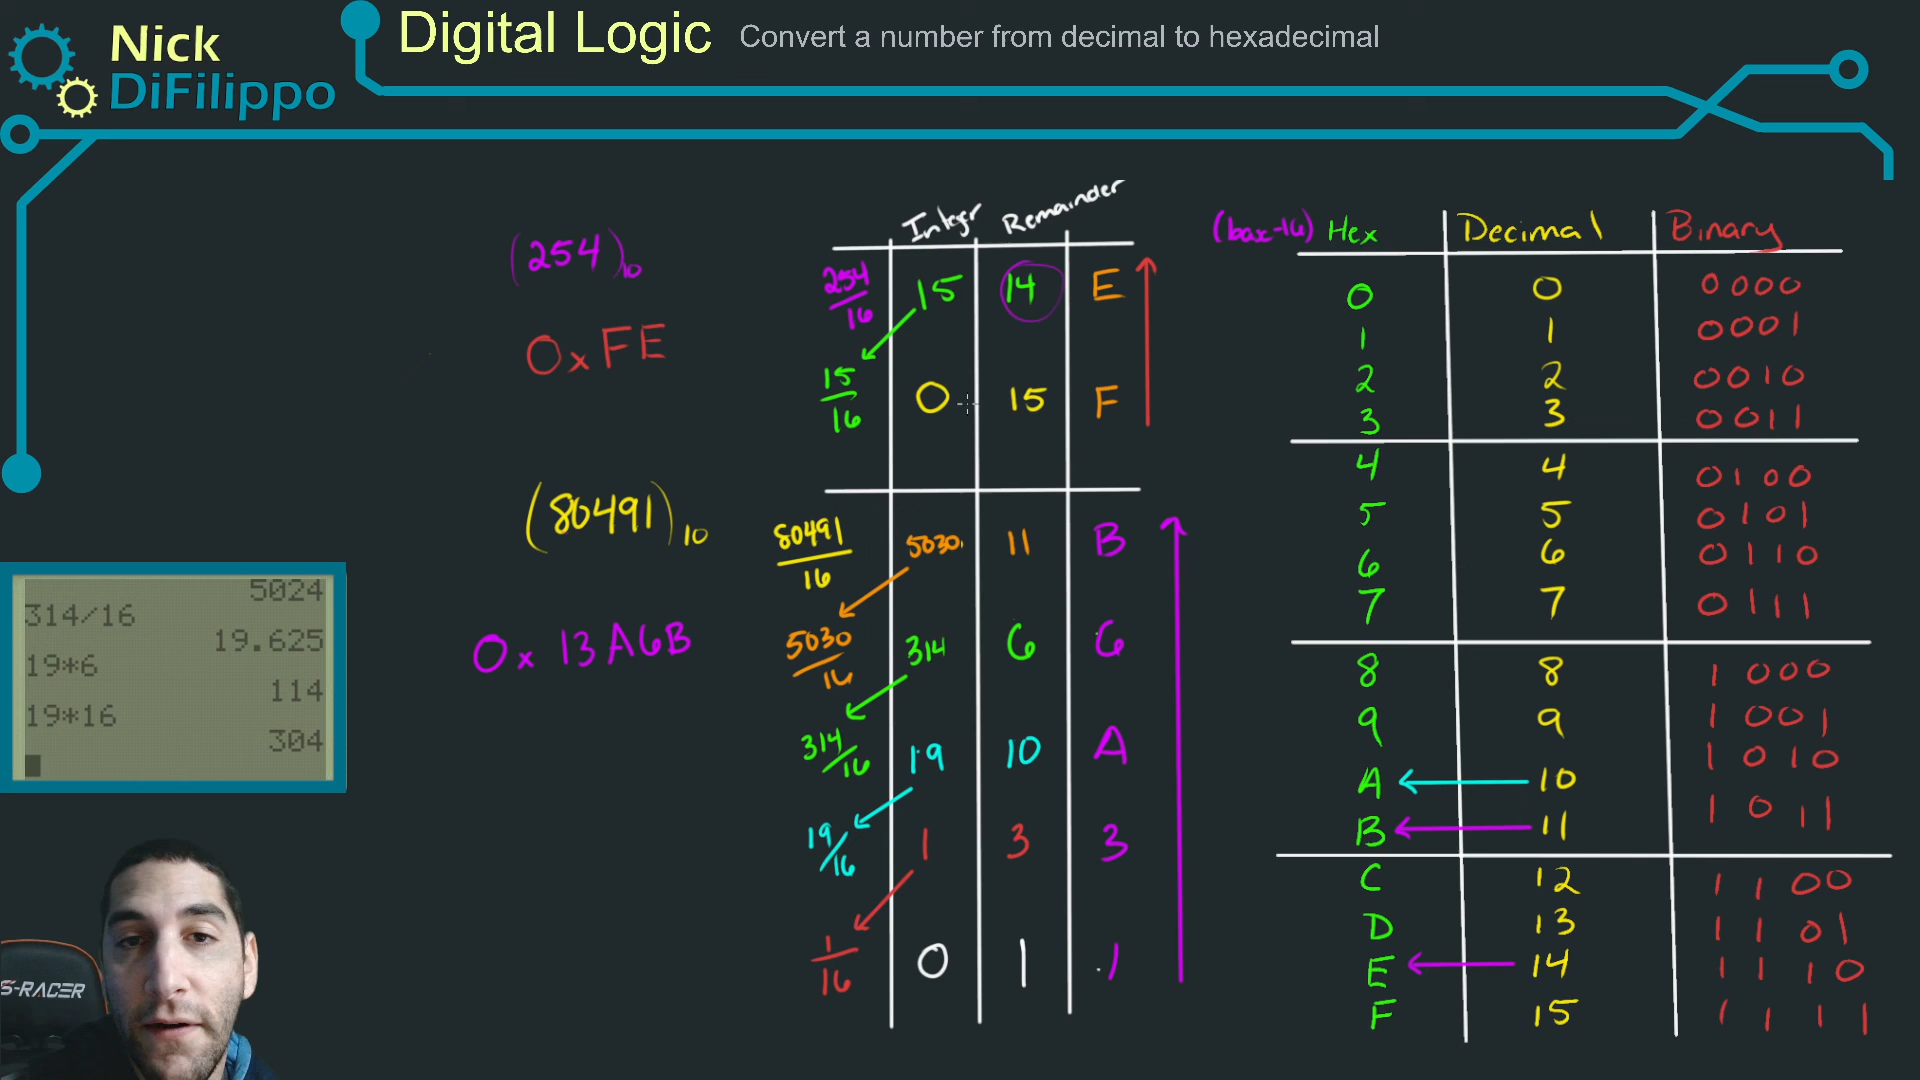 Nick
DiFilippo
Digital Logic
Convert a number from decimal to hexadecimal
(254)10
0xFE
(80491)10
0x 13A6B
5024
314/16
19.625
19*6
114
19*16
304
S-RACER
Integr Remainder
254/16 15 14 E
15/16 0 15 F
80491/16 5030 11 B
5030/16 314 6 6
314/16 19 10 A
19/16 1 3 3
1/16 0 1 1
(bax-16) Hex Decimal Binary
0 0 0000
1 1 0001
2 2 0010
3 3 0011
4 4 0100
5 5 0101
6 6 0110
7 7 0111
8 8 1000
9 9 1001
A 10 1010
B 11 1011
C 12 1100
D 13 1101
E 14 1110
F 15 1111